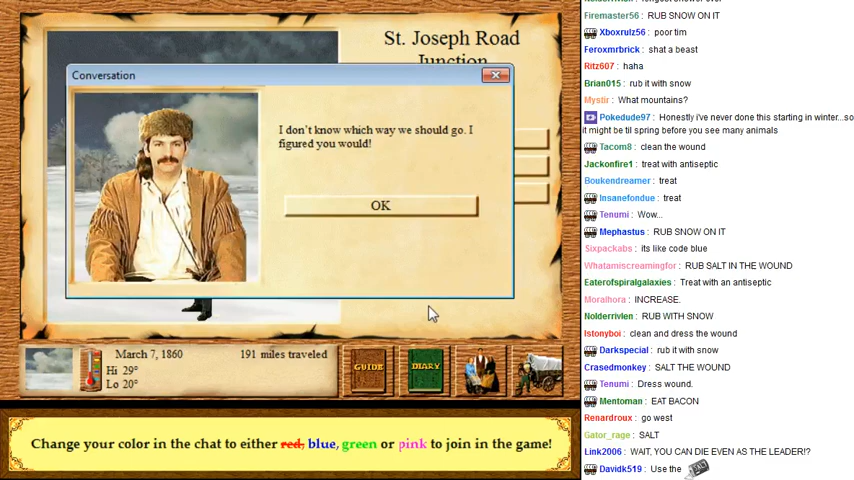 St. Joseph Road
Junction
Conversation
I don't know which way we should go. I
figured you would!
OK
March 7, 1860
191 miles traveled
Hi 29°
Lo 20°
GUIDE
DIARY
Change your color in the chat to either red, blue, green or pink to join in the game!
Firemaster56 : RUB SNOW ON IT
Xboxrulz56 : poor tim
Feroxmrbrick : shat a beast
Ritz607 : haha
Brian015 : rub it with snow
Mystir : What mountains?
Pokedude97 : Honestly i've never done this starting in winter...so
it might be til spring before you see many animals
Tacom8 : clean the wound
Jackonfire1 : treat with antiseptic
Boukendreamer : treat
Insanefondue : treat
Tenumi : Wow...
Mephastus : RUB SNOW ON IT
Sixpackabs : its like code blue
Whatamiscreamingfor : RUB SALT IN THE WOUND
Eaterofspiralgalaxies : Treat with an antiseptic
Moralhora : INCREASE.
Nolderrivlen : RUB WITH SNOW
Istonyboi : clean and dress the wound
Darkspecial : rub it with snow
Crasedmonkey : SALT THE WOUND
Tenumi : Dress wound.
Mentoman : EAT BACON
Renardroux : go west
Gator_rage : SALT
Link2006 : WAIT, YOU CAN DIE EVEN AS THE LEADER!?
Davidk519 : Use the